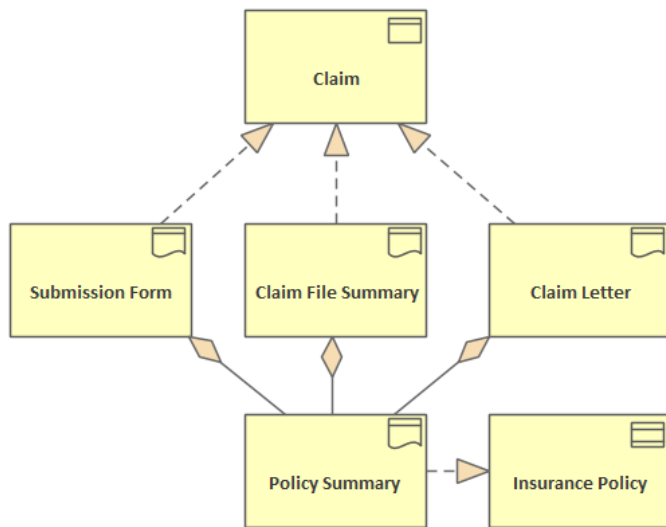 Claim
Submission Form
Claim File Summary
Claim Letter
Policy Summary
Insurance Policy